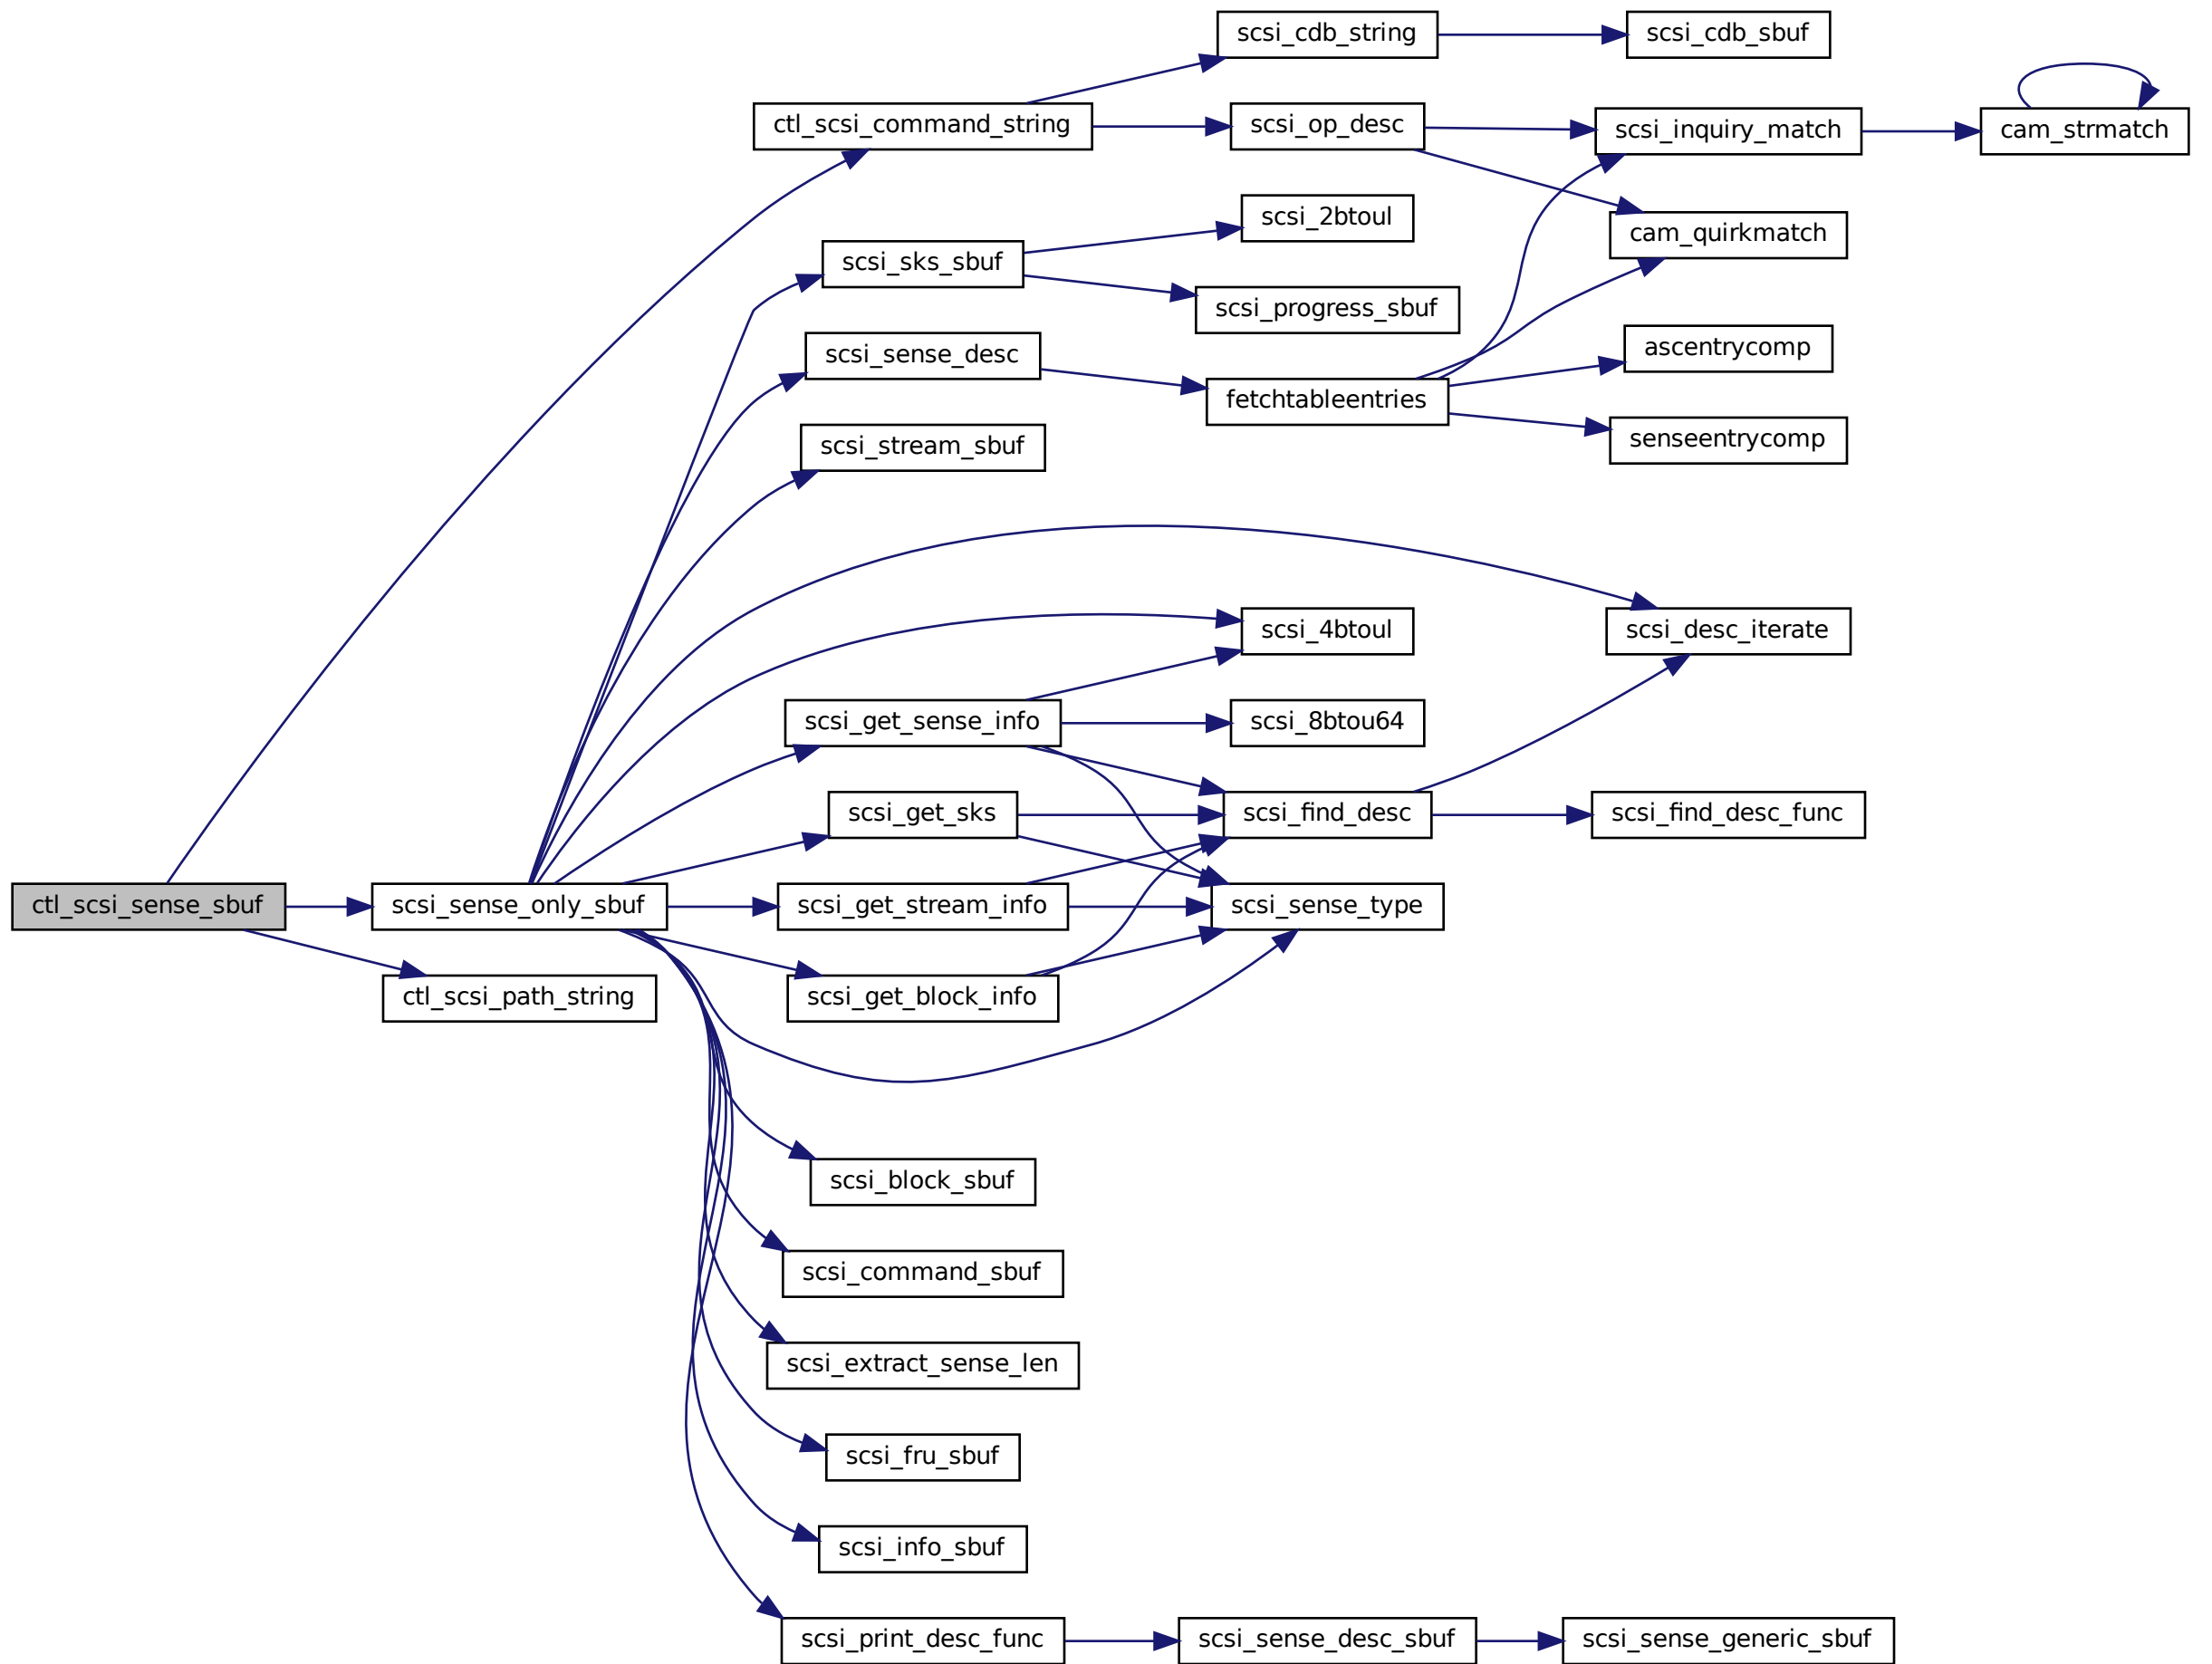 scsi_cdb_string
scsi_cdb_sbuf
ctl_scsi_command_string
scsi_op_desc
scsi_inquiry_match
cam_strmatch
scsi_2btoul
cam_quirkmatch
scsi_sks_sbuf
scsi_progress_sbuf
scsi_sense_desc
ascentrycomp
fetchtableentries
scsi_stream_sbuf
senseentrycomp
scsi_4btoul
scsi_desc_iterate
scsi_get_sense_info
scsi_8btou64
scsi_get_sks
scsi_find_desc
scsi_find_desc_func
ctl_scsi_sense_sbuf
scsi_sense_only_sbuf
scsi_get_stream_info
scsi_sense_type
ctl_scsi_path_string
scsi_get_block_info
scsi_block_sbuf
scsi_command_sbuf
scsi_extract_sense_len
scsi_fru_sbuf
scsi_info_sbuf
scsi_print_desc_func
scsi_sense_desc_sbuf
scsi_sense_generic_sbuf